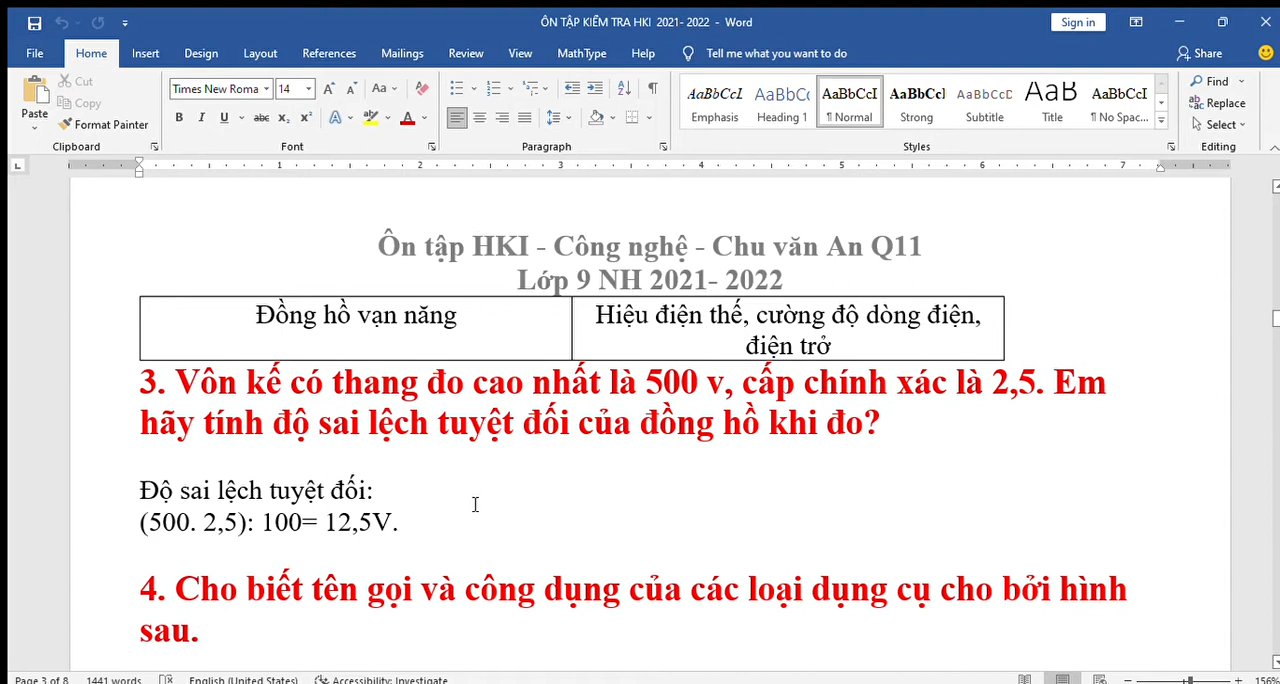 ÔN TẬP KIỂM TRA HKI 2021- 2022 - Word
Sign in
File Home Insert Design Layout References Mailings Review View MathType Help Tell me what you want to do Share
Paste
Cut
Copy
Format Painter
Clipboard
Times New Roma 14
Font
Paragraph
AaBbCcI AaBbCc AaBbCcI AaBbCcI AaBbCcD AaB AaBbCcI
Emphasis Heading 1 ¶ Normal Strong Subtitle Title ¶ No Spac...
Styles
Find
Replace
Select
Editing
1 2 3 4 5 6 7
Ôn tập HKI - Công nghệ - Chu văn An Q11
Lớp 9 NH 2021- 2022
Đồng hồ vạn năng
Hiệu điện thế, cường độ dòng điện,
điện trở
3. Vôn kế có thang đo cao nhất là 500 v, cấp chính xác là 2,5. Em
hãy tính độ sai lệch tuyệt đối của đồng hồ khi đo?
Độ sai lệch tuyệt đối:
(500. 2,5): 100= 12,5V.
4. Cho biết tên gọi và công dụng của các loại dụng cụ cho bởi hình
sau.
Page 3 of 8 1441 words English (United States) Accessibility: Investigate 156%